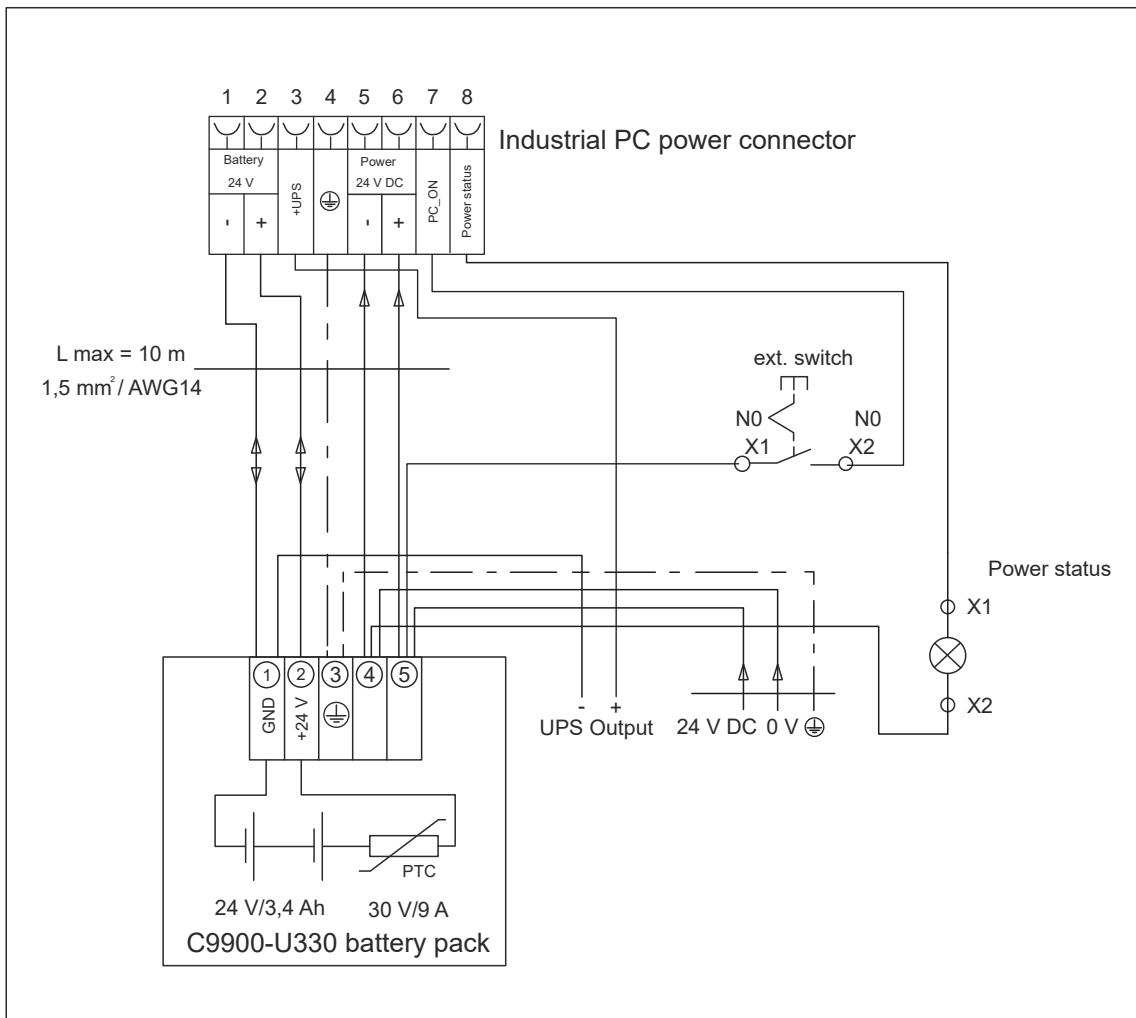 1 2 3 4 5 6 7 8
Industrial PC power connector
Battery
24 V
- +
+UPS
Power
24 V DC
- +
PC_ON
Power status
L max = 10 m
1,5 mm² / AWG14
ext. switch
N0 N0
X1 X2
Power status
X1
X2
1 2 3 4 5
GND
+24 V
- +
UPS Output
24 V DC 0 V
PTC
24 V/3,4 Ah 30 V/9 A
C9900-U330 battery pack